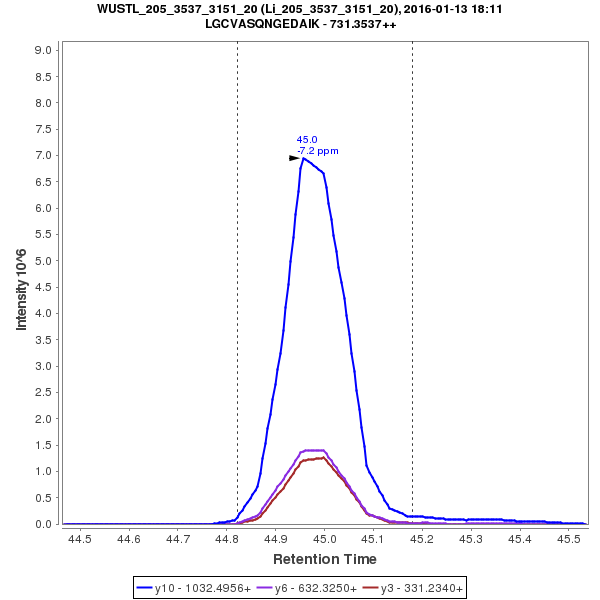 WUSTL_205_3537_3151_20 (Li_205_3537_3151_20), 2016-01-13 18:11
LGCVASQNGEDAIK - 731.3537++
9.0
8.5
8.0
7.5
7.0
6.5
6.0
5.5
5.0
4.5
4.0
3.5
3.0
2.5
2.0
1.5
1.0
0.5
0.0
Intensity 10^6
45.0
-7.2 ppm
44.5 44.6 44.7 44.8 44.9 45.0 45.1 45.2 45.3 45.4 45.5
Retention Time
y10 - 1032.4956+ y6 - 632.3250+ y3 - 331.2340+